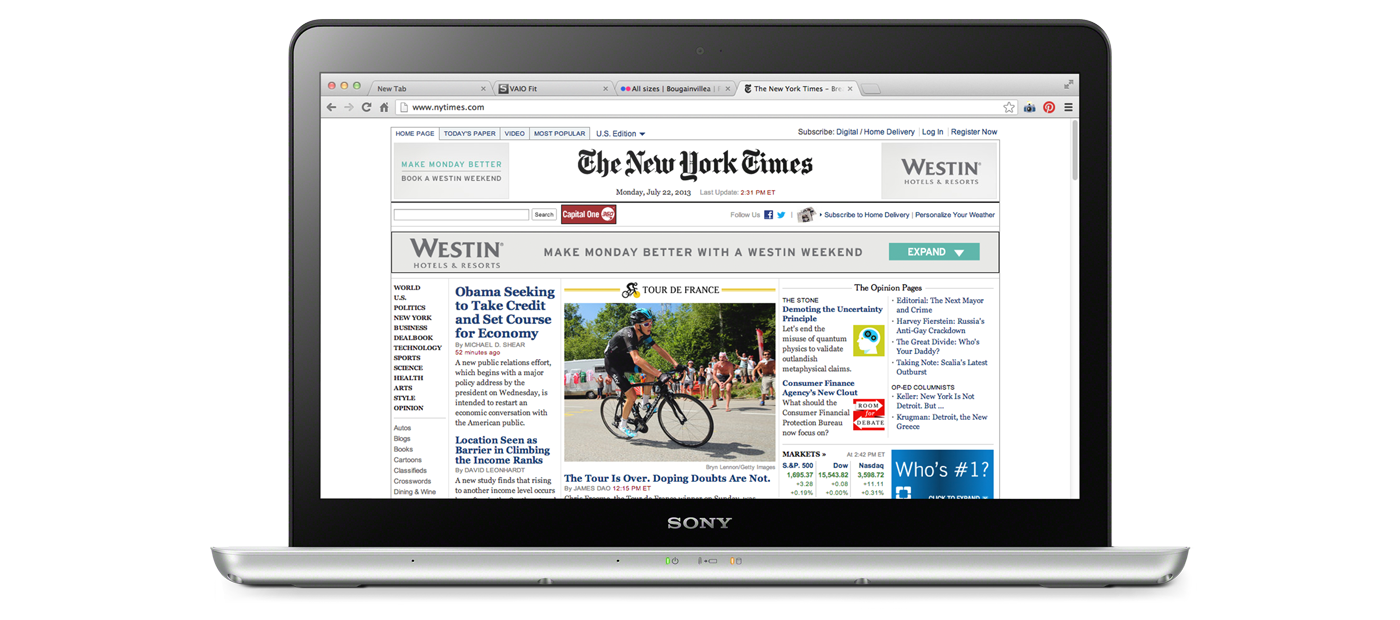 New Tab
VAIO Fit
All sizes | Bougainvillea |
The New York Times - Bre
www.nytimes.com
HOME PAGE
TODAY'S PAPER
VIDEO
MOST POPULAR
U.S. Edition
Subscribe: Digital / Home Delivery
Log In
Register Now
MAKE MONDAY BETTER
BOOK A WESTIN WEEKEND
The New York Times
Monday, July 22, 2013
Last Update: 2:31 PM ET
WESTIN®
HOTELS & RESORTS
Search
Capital One 360
Follow Us
Subscribe to Home Delivery | Personalize Your Weather
WESTIN®
HOTELS & RESORTS
MAKE MONDAY BETTER WITH A WESTIN WEEKEND
EXPAND
WORLD
U.S.
POLITICS
NEW YORK
BUSINESS
DEALBOOK
TECHNOLOGY
SPORTS
SCIENCE
HEALTH
ARTS
STYLE
OPINION
Autos
Blogs
Books
Cartoons
Classifieds
Crosswords
Dining & Wine
Obama Seeking
to Take Credit
and Set Course
for Economy
By MICHAEL D. SHEAR
52 minutes ago
A new public relations effort,
which begins with a major
policy address by the
president on Wednesday, is
intended to restart an
economic conversation with
the American public.
Location Seen as
Barrier in Climbing
the Income Ranks
By DAVID LEONHARDT
A new study finds that rising
to another income level occurs
TOUR DE FRANCE
Bryn Lennon/Getty Images
The Tour Is Over. Doping Doubts Are Not.
By JAMES DAO 12:15 PM ET
Chris Froome, the Tour de France winner on Sunday, was
The Opinion Pages
THE STONE
Demoting the Uncertainty
Principle
Let's end the
misuse of quantum
physics to validate
outlandish
metaphysical claims.
Consumer Finance
Agency's New Clout
What should the
Consumer Financial
Protection Bureau
now focus on?
ROOM
for
DEBATE
Editorial: The Next Mayor
and Crime
Harvey Fierstein: Russia's
Anti-Gay Crackdown
The Great Divide: Who's
Your Daddy?
Taking Note: Scalia's Latest
Outburst
OP-ED COLUMNISTS
Keller: New York Is Not
Detroit. But ...
Krugman: Detroit, the New
Greece
MARKETS »
At 2:42 PM ET
S&P. 500 Dow Nasdaq
1,695.37 15,543.82 3,598.72
+3.28 +0.08 +11.11
+0.19% +0.00% +0.31%
Who's #1?
CLICK TO EXPAND
SONY